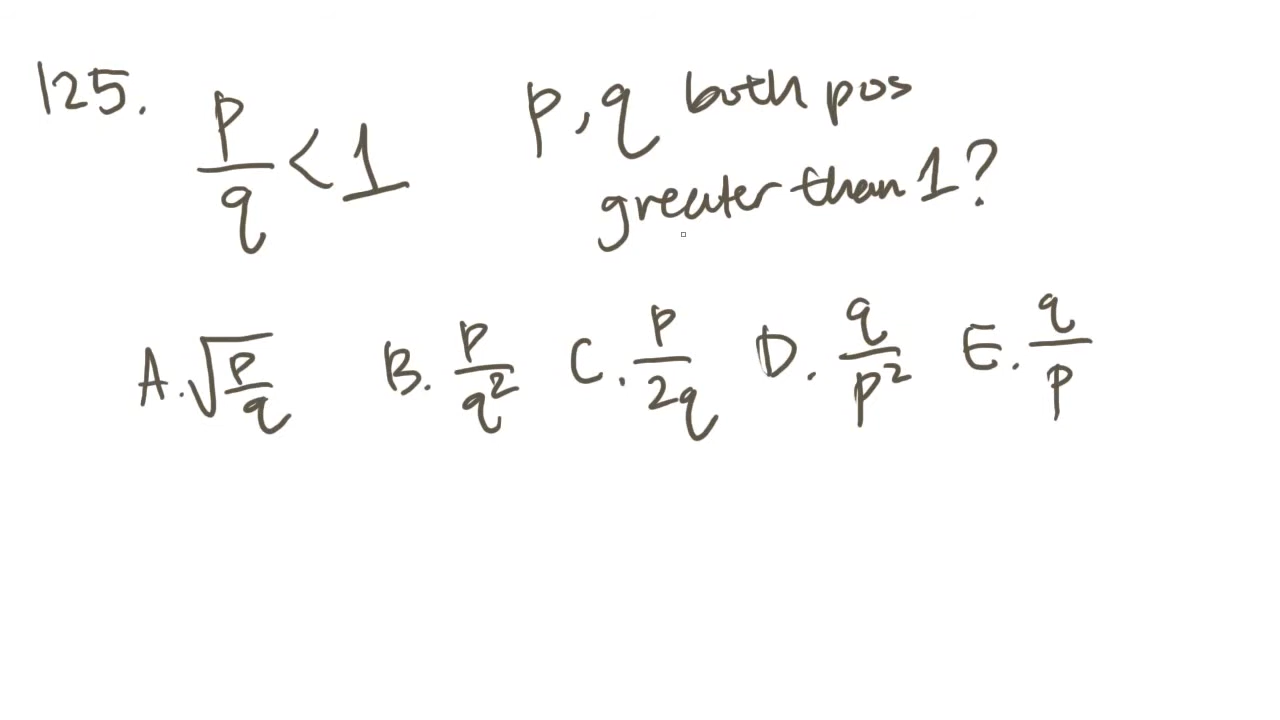 125. p/q < 1 p, q both pos
greater than 1?
A. √(p/q) B. p/q² C. p/2q D. q/p² E. q/p